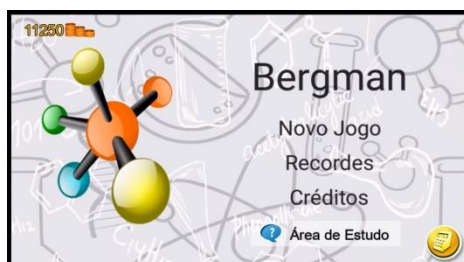 11250
Bergman
Novo Jogo
Recordes
Créditos
Área de Estudo